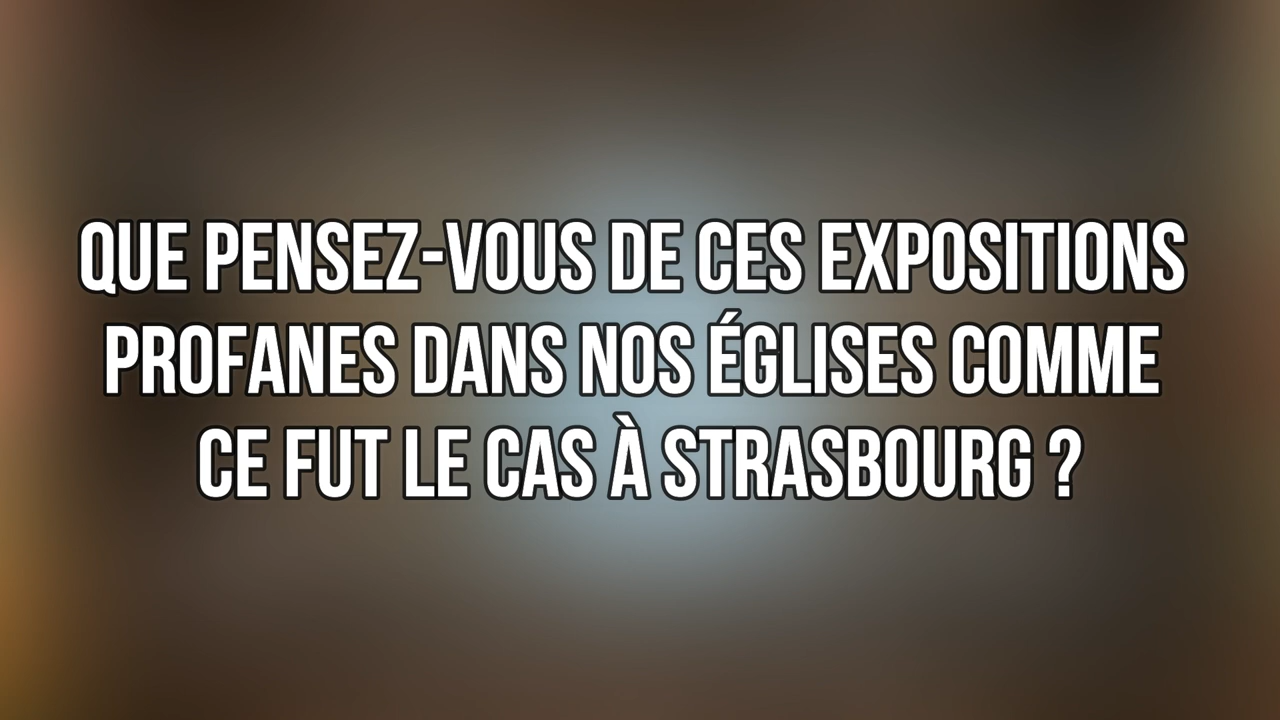 QUE PENSEZ-VOUS DE CES EXPOSITIONS
PROFANES DANS NOS ÉGLISES COMME
CE FUT LE CAS À STRASBOURG ?